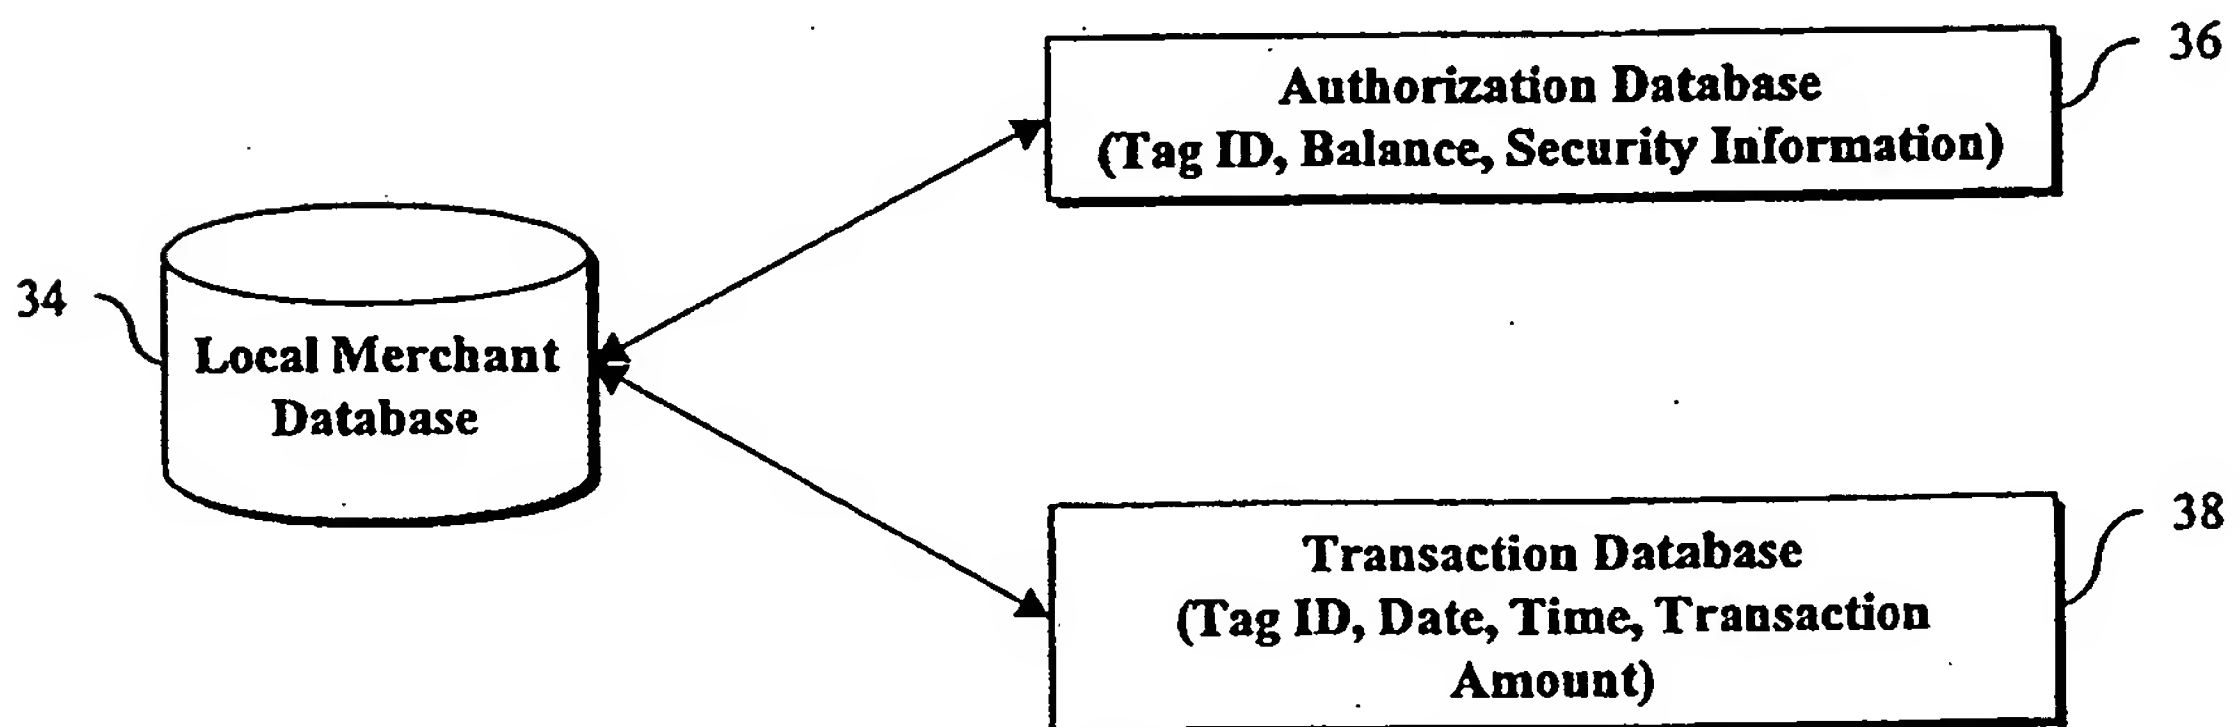 36
Authorization Database
(Tag ID, Balance, Security Information)
34
Local Merchant
Database
38
Transaction Database
(Tag ID, Date, Time, Transaction
Amount)